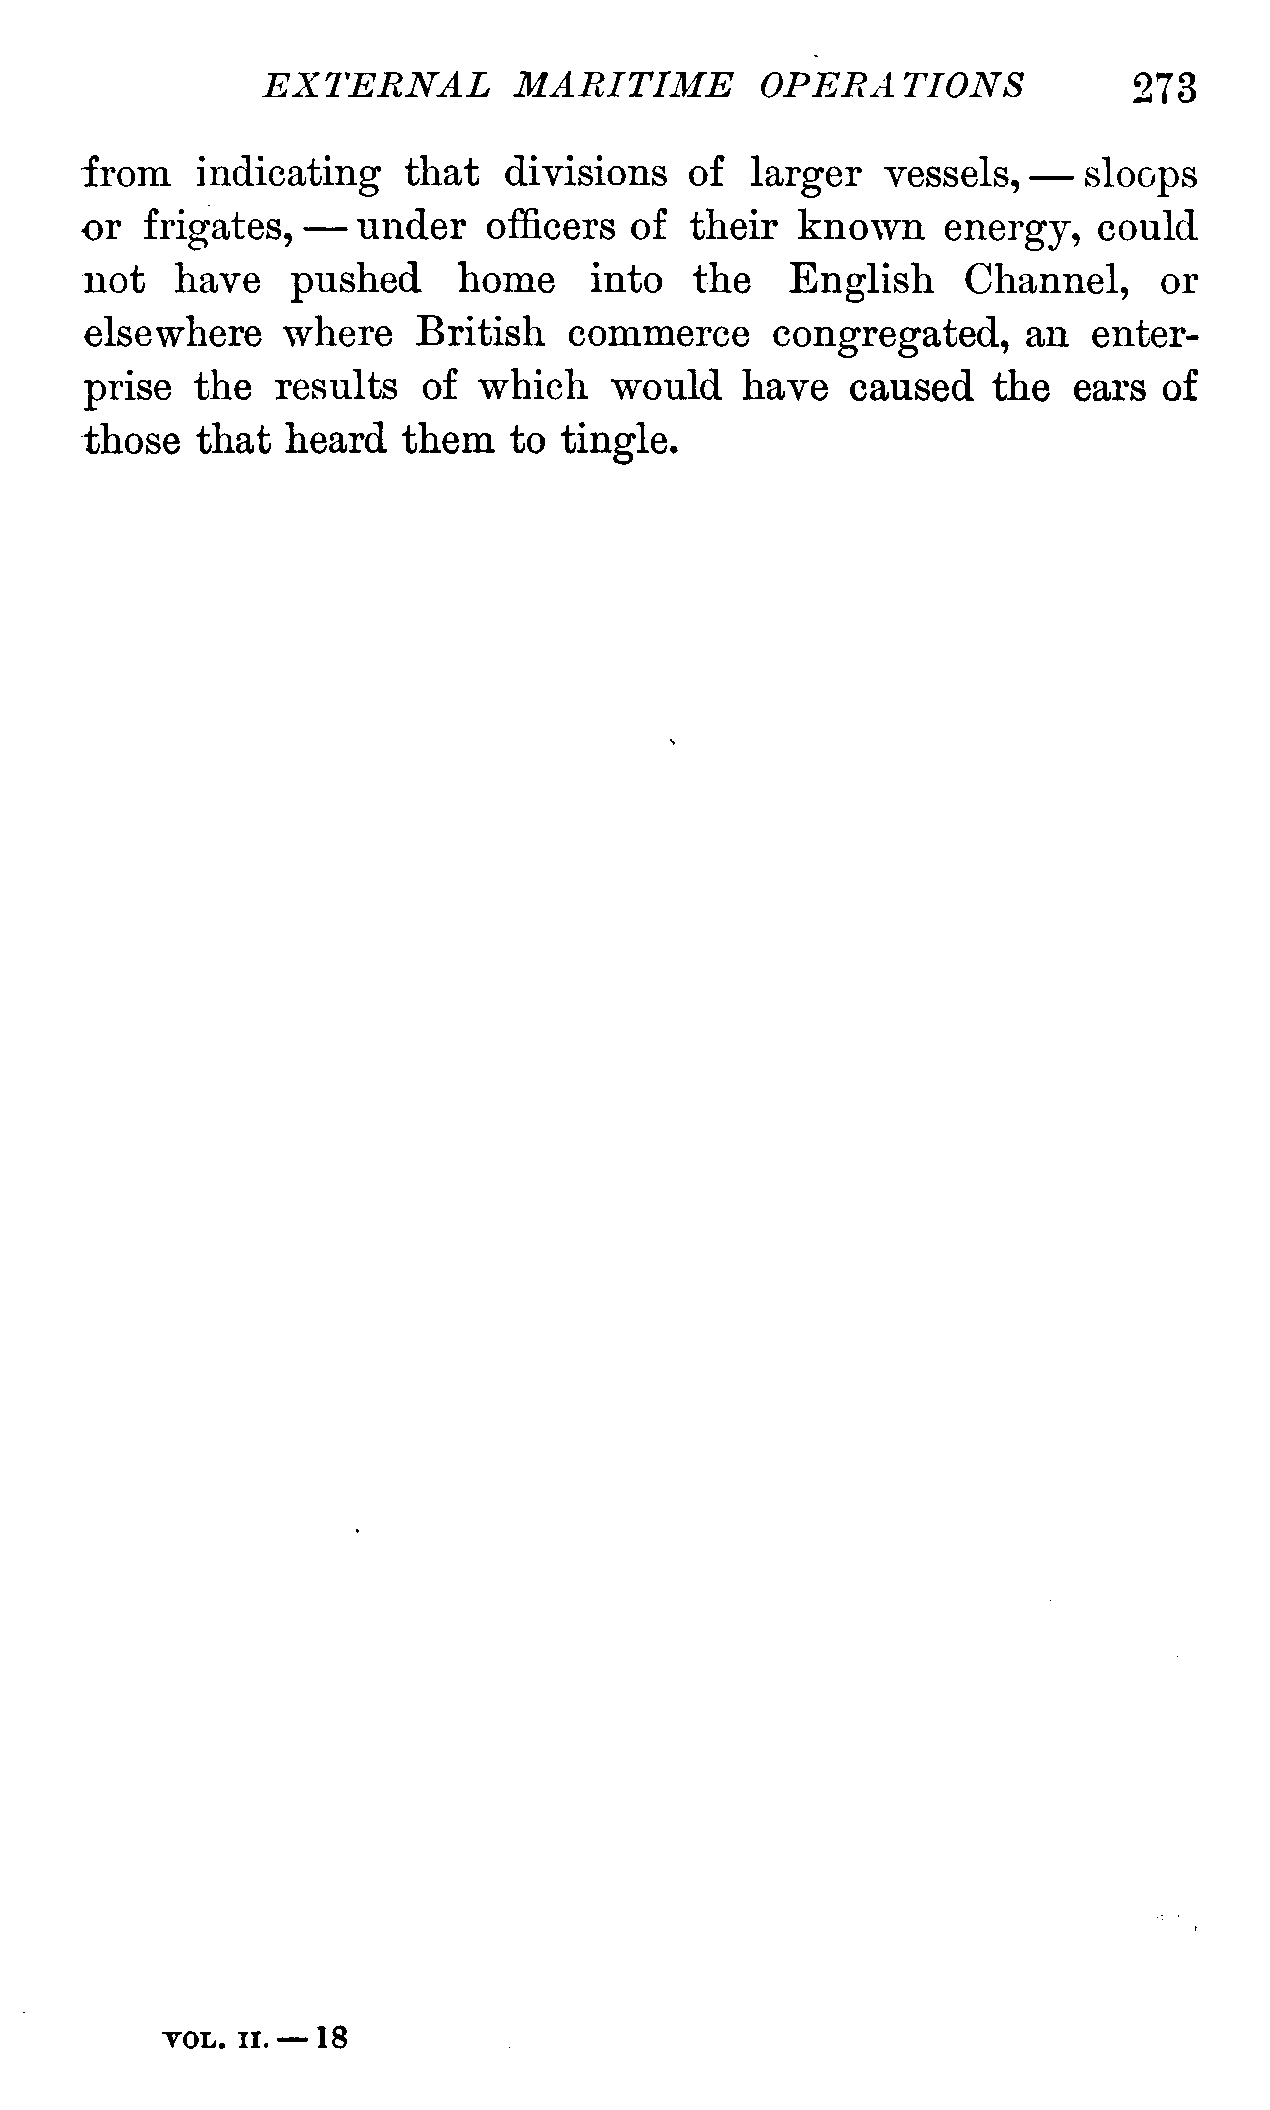 EXTERNAL MARITIME OPERATIONS 273
from indicating that divisions of larger vessels, — sloops
or frigates, — under officers of their known energy, could
not have pushed home into the English Channel, or
elsewhere where British commerce congregated, an enter-
prise the results of which would have caused the ears of
those that heard them to tingle.
VOL. II. — 18